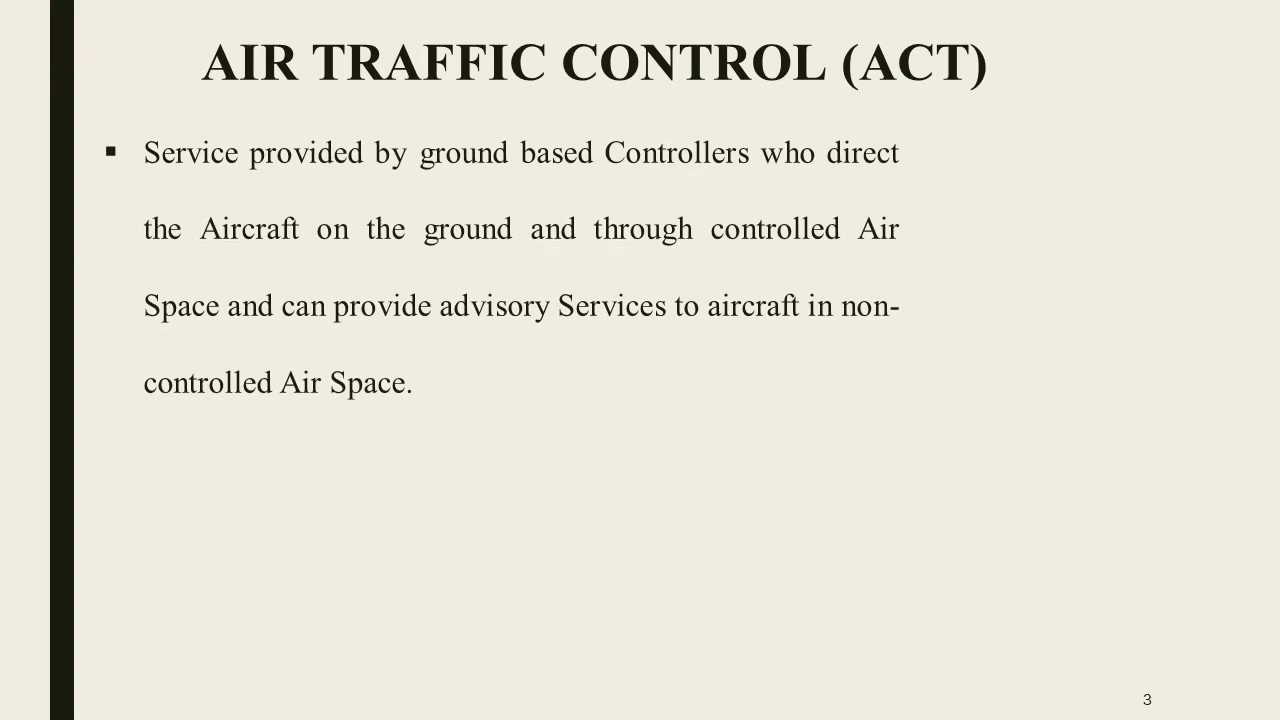 AIR TRAFFIC CONTROL (ACT)
▪ Service provided by ground based Controllers who direct
the Aircraft on the ground and through controlled Air
Space and can provide advisory Services to aircraft in non-
controlled Air Space.
3